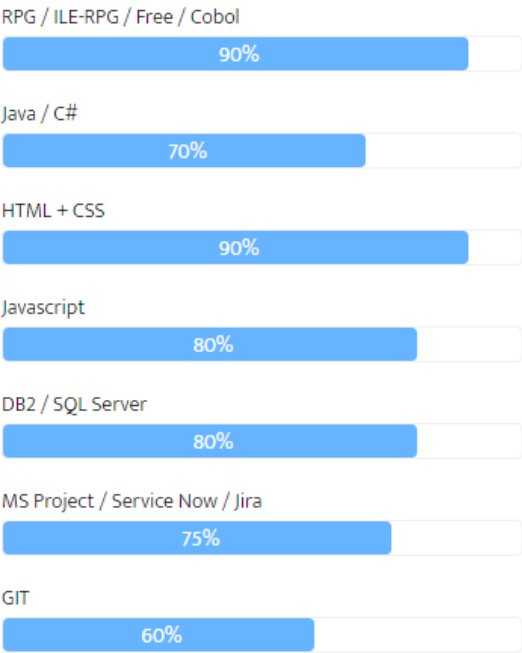 RPG / ILE-RPG / Free / Cobol
90%
Java / C#
70%
HTML + CSS
90%
Javascript
80%
DB2 / SQL Server
80%
MS Project / Service Now / Jira
75%
GIT
60%